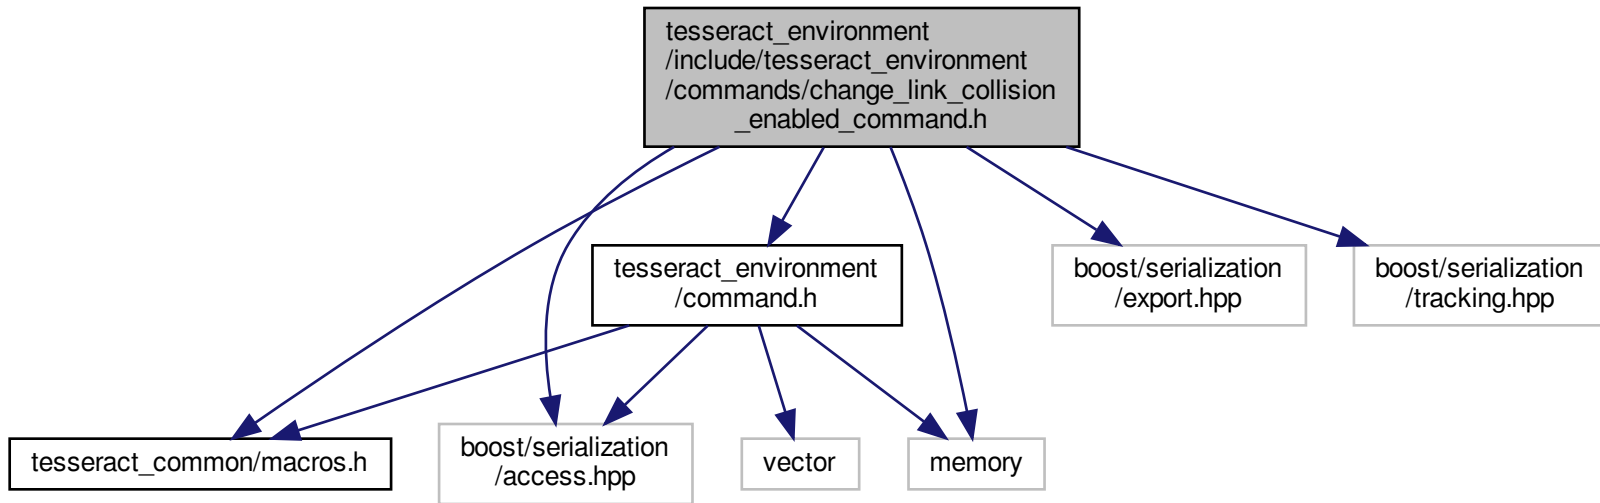 tesseract_environment
/include/tesseract_environment
/commands/change_link_collision
_enabled_command.h
tesseract_environment
/command.h
boost/serialization
/export.hpp
boost/serialization
/tracking.hpp
tesseract_common/macros.h
boost/serialization
/access.hpp
vector
memory